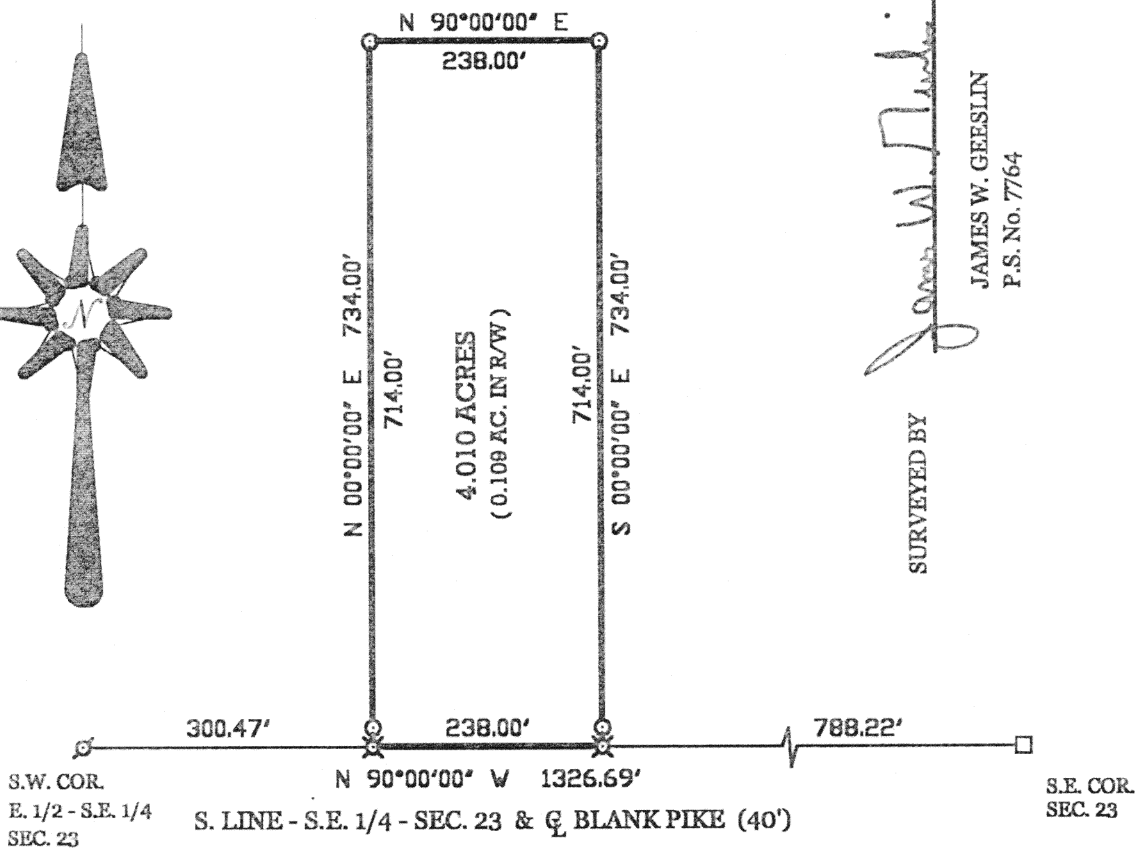 N 90°00'00" E
238.00'
N
N 00°00'00" E 734.00'
714.00'
4.010 ACRES
( 0.109 AC. IN R/W )
714.00'
S 00°00'00" E 734.00'
SURVEYED BY
James W.
JAMES W. GEESLIN
P.S. No. 7764
300.47'
238.00'
788.22'
N 90°00'00" W 1326.69'
S.W. COR.
E. 1/2 - S.E. 1/4
SEC. 23
S. LINE - S.E. 1/4 - SEC. 23 & ℄ BLANK PIKE (40')
S.E. COR.
SEC. 23